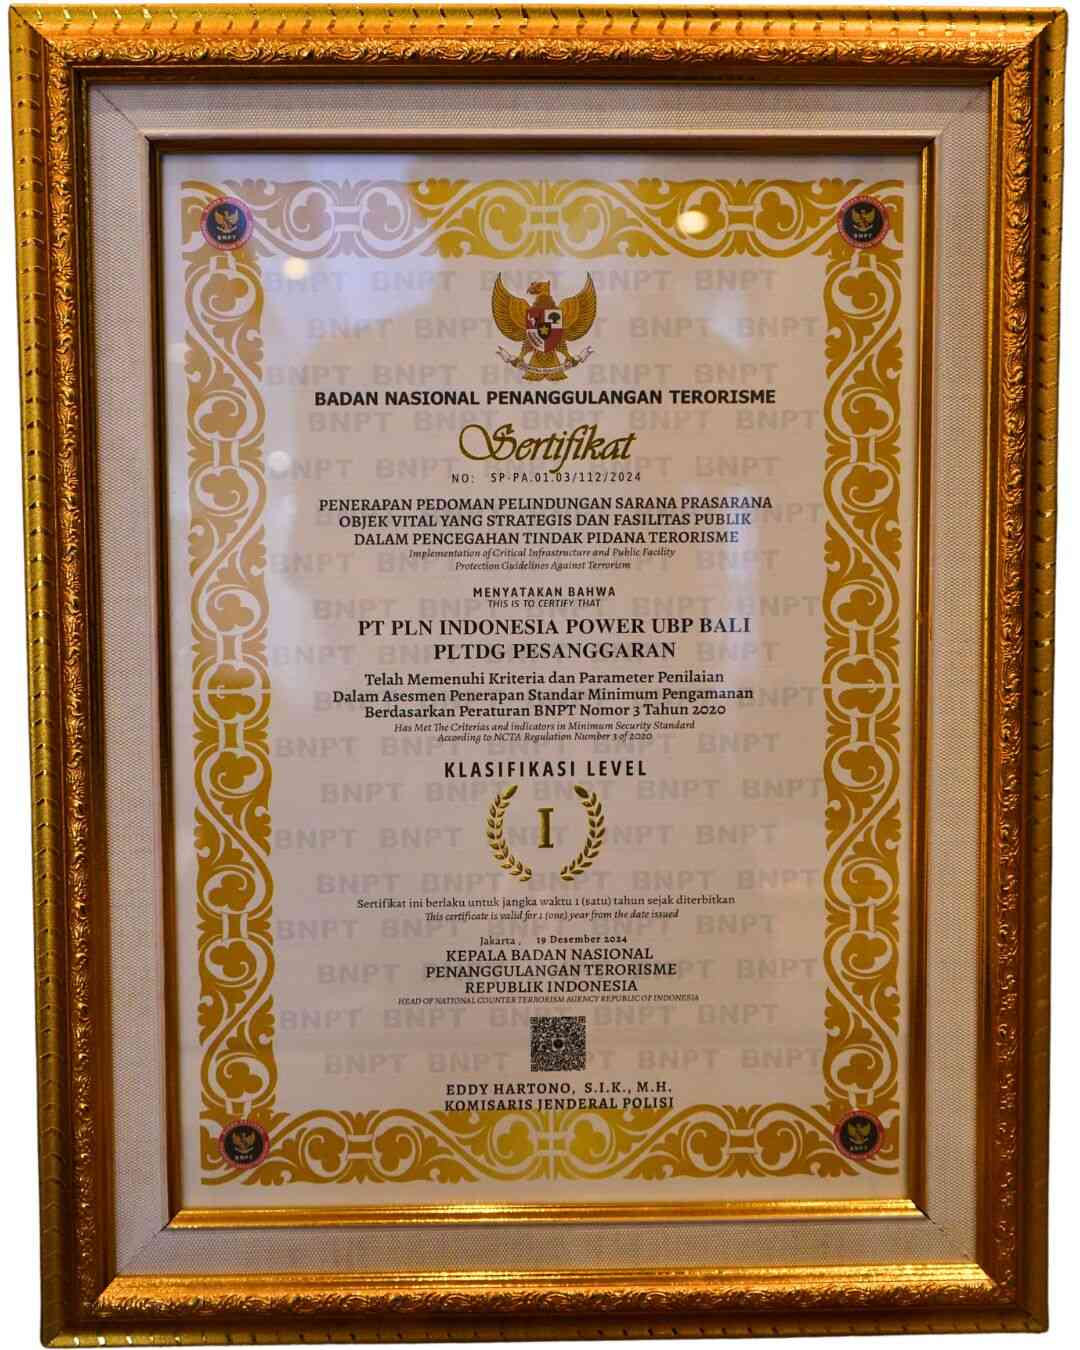 BADAN NASIONAL PENANGGULANGAN TERORISME
Sertifikat
NO: SP-PA.01.03/112/2024
PENERAPAN PEDOMAN PELINDUNGAN SARANA PRASARANA
OBJEK VITAL YANG STRATEGIS DAN FASILITAS PUBLIK
DALAM PENCEGAHAN TINDAK PIDANA TERORISME
Implementation of Critical Infrastructure and Public Facility
Protection Guidelines Against Terrorism
MENYATAKAN BAHWA
THIS IS TO CERTIFY THAT
PT PLN INDONESIA POWER UBP BALI
PLTDG PESANGGARAN
Telah Memenuhi Kriteria dan Parameter Penilaian
Dalam Asesmen Penerapan Standar Minimum Pengamanan
Berdasarkan Peraturan BNPT Nomor 3 Tahun 2020
Has Met The Criterias and indicators in Minimum Security Standard
According to NCTA Regulation Number 3 of 2020
KLASIFIKASI LEVEL
I
Sertifikat ini berlaku untuk jangka waktu 1 (satu) tahun sejak diterbitkan
This certificate is valid for 1 (one) year from the date issued
Jakarta, 19 Desember 2024
KEPALA BADAN NASIONAL
PENANGGULANGAN TERORISME
REPUBLIK INDONESIA
HEAD OF NATIONAL COUNTER TERRORISM AGENCY REPUBLIC OF INDONESIA
EDDY HARTONO, S.I.K., M.H.
KOMISARIS JENDERAL POLISI